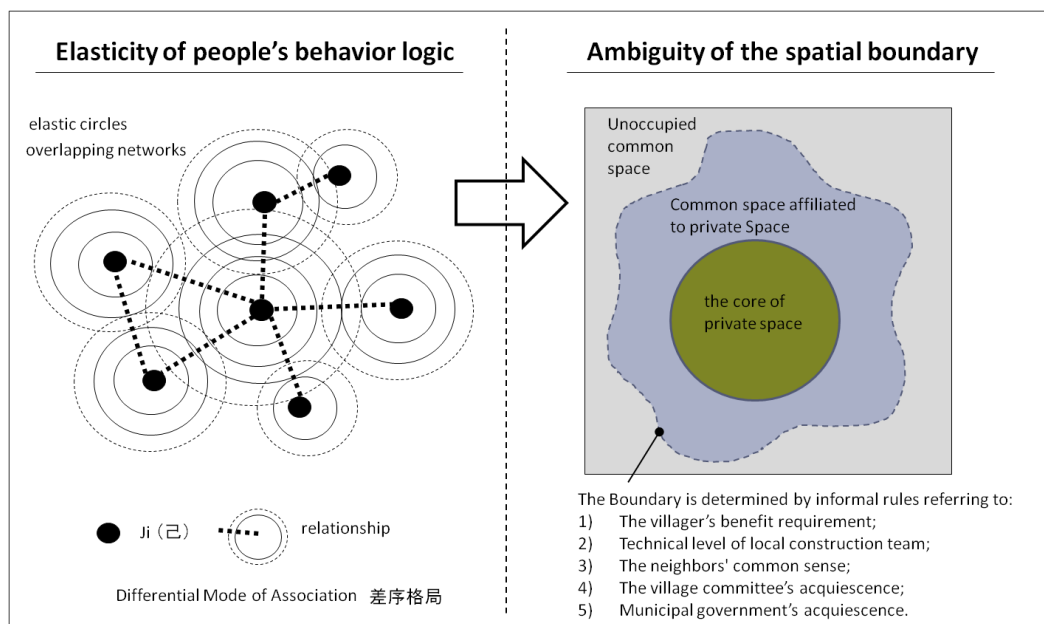 Elasticity of people's behavior logic
elastic circles
overlapping networks
Ji（己）
relationship
Differential Mode of Association 差序格局
Ambiguity of the spatial boundary
Unoccupied
common
space
Common space affiliated
to private Space
the core of
private space
The Boundary is determined by informal rules referring to:
1) The villager's benefit requirement;
2) Technical level of local construction team;
3) The neighbors' common sense;
4) The village committee's acquiescence;
5) Municipal government's acquiescence.